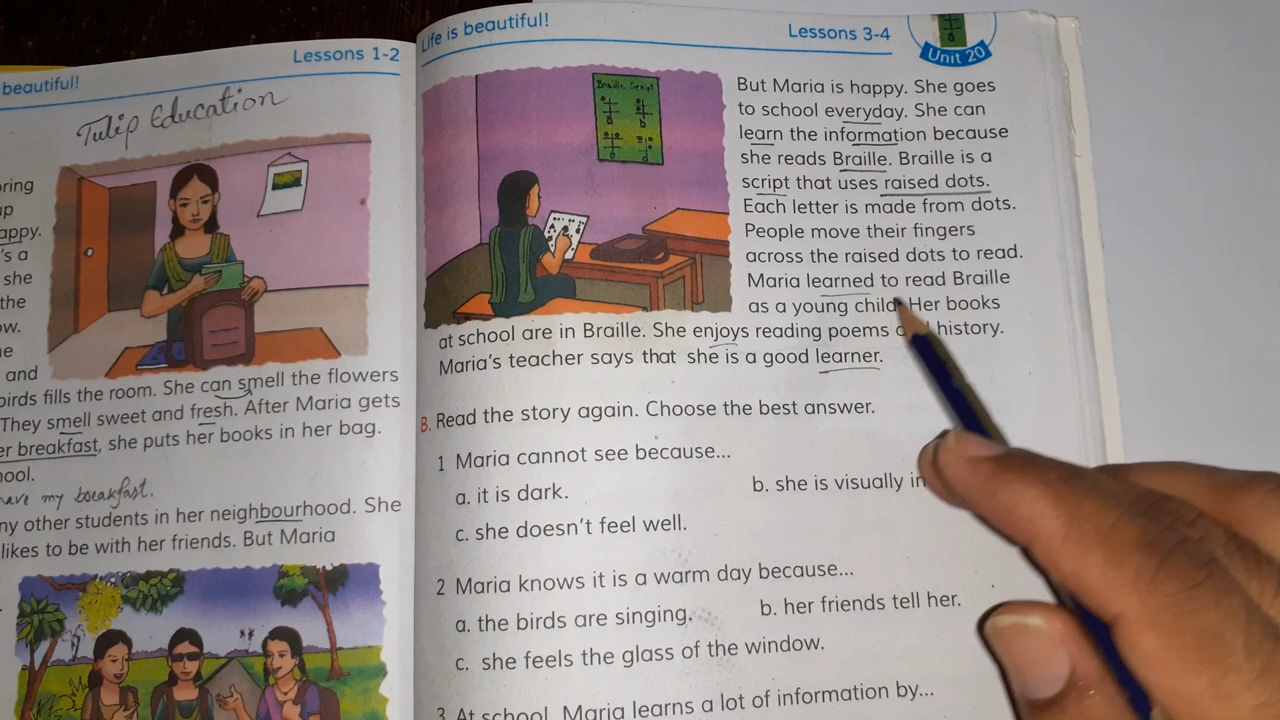 beautiful!
Lessons 1-2
Tulip Education
ring
up
appy.
's a
she
the
ow.
e
and
birds fills the room. She can smell the flowers
They smell sweet and fresh. After Maria gets
er breakfast, she puts her books in her bag.
ool.
have my breakfast.
ny other students in her neighbourhood. She
likes to be with her friends. But Maria
Life is beautiful!
Lessons 3-4
Unit 20
Braille Script
But Maria is happy. She goes
to school everyday. She can
learn the information because
she reads Braille. Braille is a
script that uses raised dots.
Each letter is made from dots.
People move their fingers
across the raised dots to read.
Maria learned to read Braille
as a young child. Her books
at school are in Braille. She enjoys reading poems and history.
Maria's teacher says that she is a good learner.
B. Read the story again. Choose the best answer.
1 Maria cannot see because...
a. it is dark.
b. she is visually in
c. she doesn't feel well.
2 Maria knows it is a warm day because...
a. the birds are singing.
b. her friends tell her.
c. she feels the glass of the window.
3 At school, Maria learns a lot of information by...